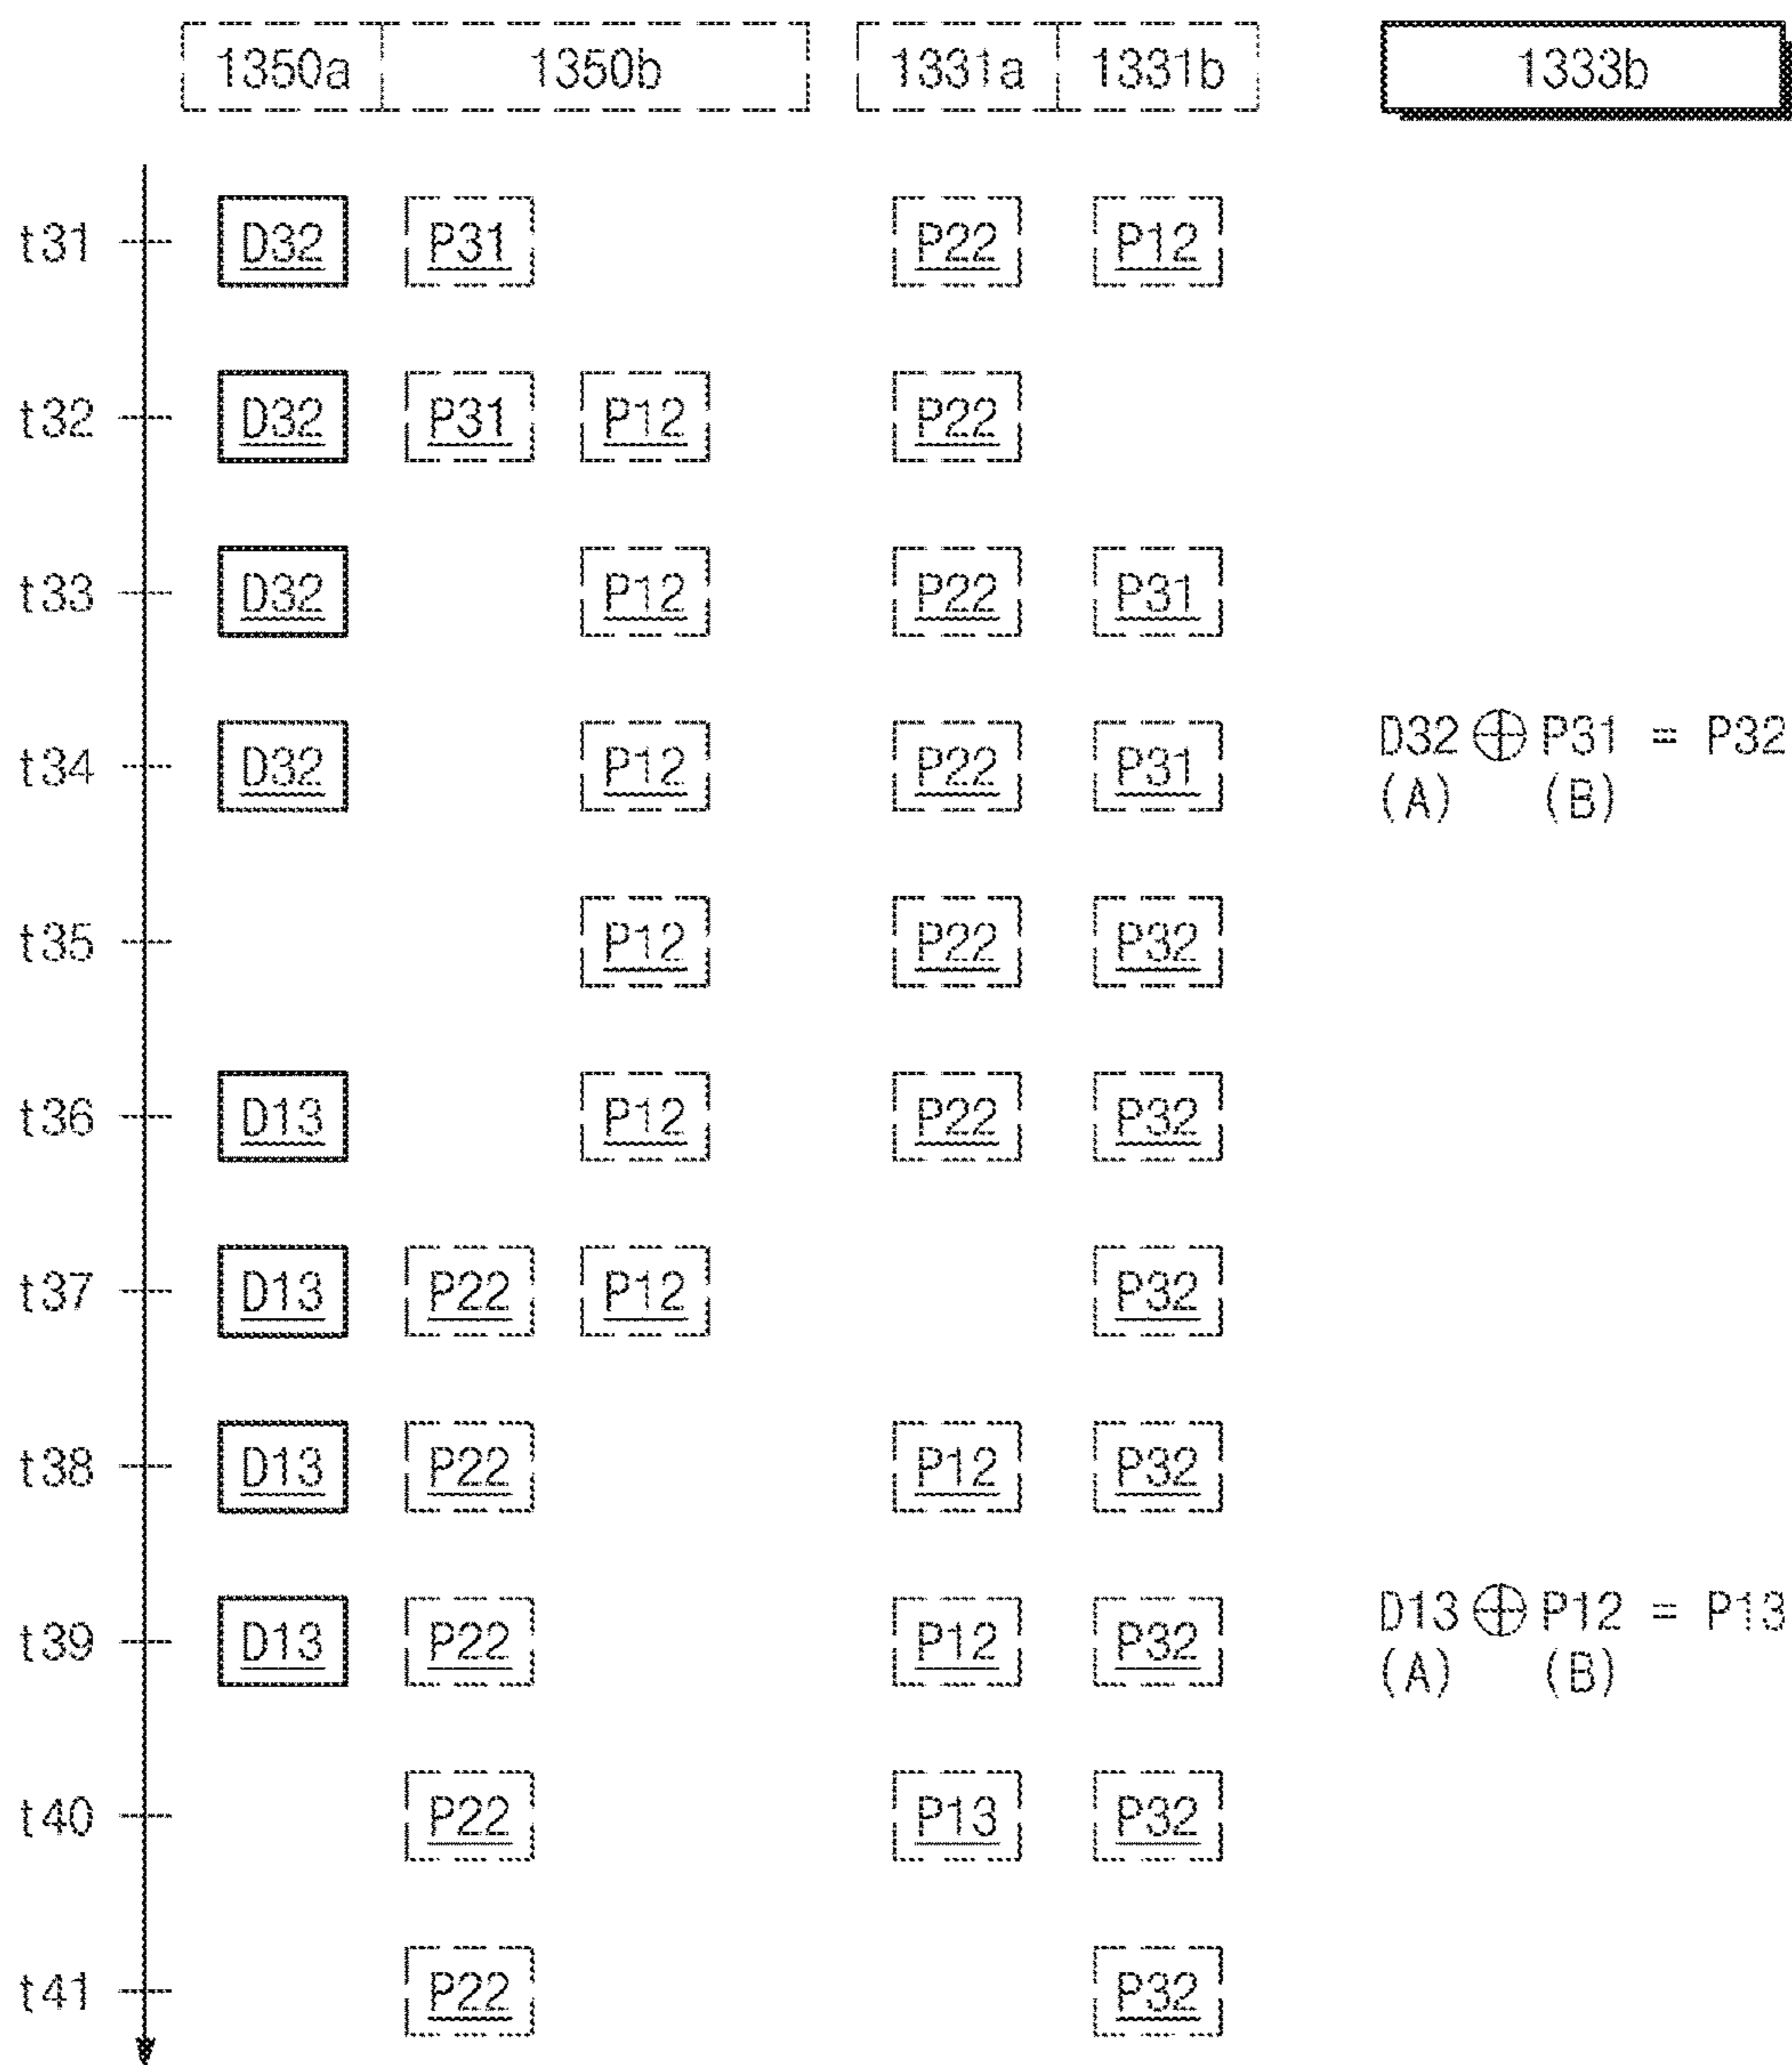 1350a 1350b 1331a 1331b 1333b
t31 D32 P31 P22 P12
t32 D32 P31 P12 P22
t33 D32 P12 P22 P31
t34 D32 P12 P22 P31 D32 ⊕ P31 = P32
(A) (B)
t35 P12 P22 P32
t36 D13 P12 P22 P32
t37 D13 P22 P12 P32
t38 D13 P22 P12 P32
t39 D13 P22 P12 P32 D13 ⊕ P12 = P13
(A) (B)
t40 P22 P13 P32
t41 P22 P32